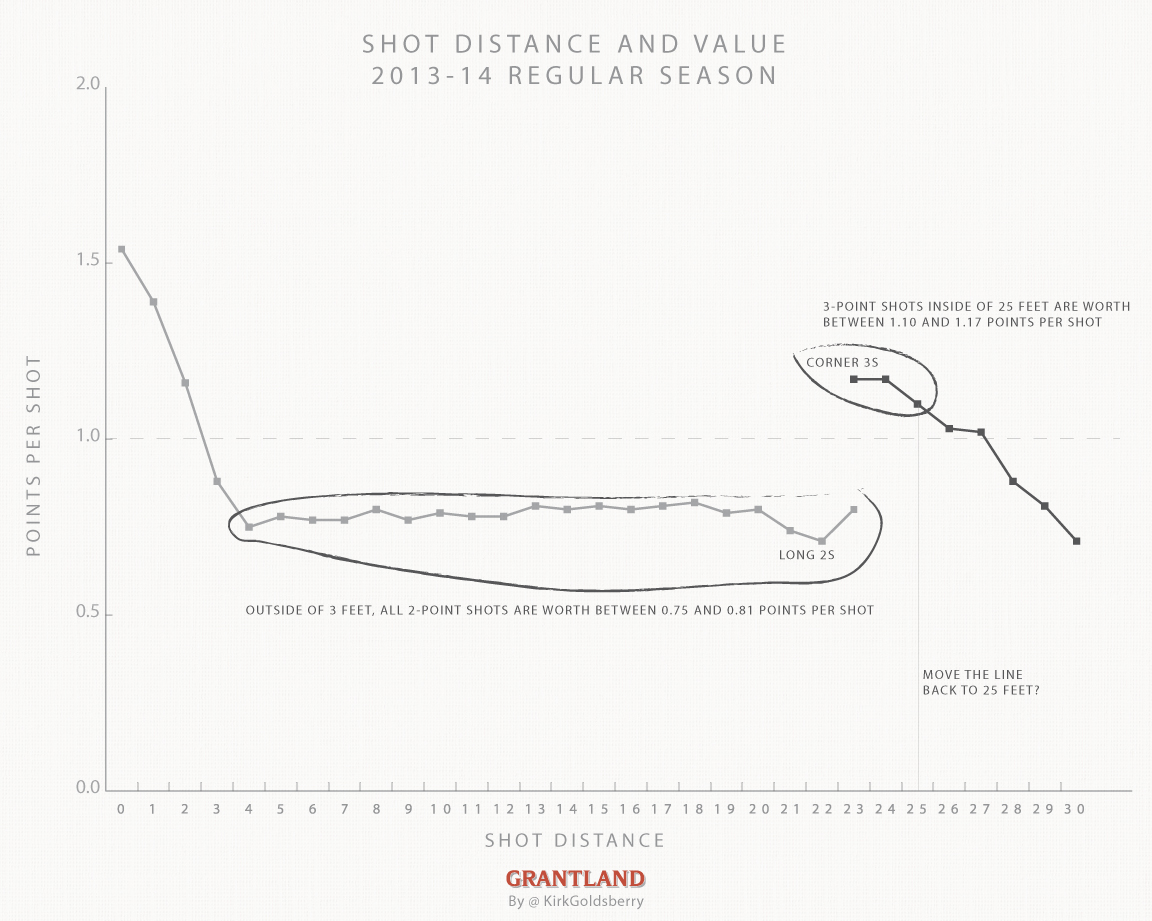 SHOT DISTANCE AND VALUE
2013-14 REGULAR SEASON
2.0
1.5
3-POINT SHOTS INSIDE OF 25 FEET ARE WORTH
BETWEEN 1.10 AND 1.17 POINTS PER SHOT
CORNER 3S
POINTS PER SHOT
1.0
LONG 2S
0.5
OUTSIDE OF 3 FEET, ALL 2-POINT SHOTS ARE WORTH BETWEEN 0.75 AND 0.81 POINTS PER SHOT
MOVE THE LINE
BACK TO 25 FEET?
0.0
0 1 2 3 4 5 6 7 8 9 10 11 12 13 14 15 16 17 18 19 20 21 22 23 24 25 26 27 28 29 30
SHOT DISTANCE
GRANTLAND
By @ KirkGoldsberry